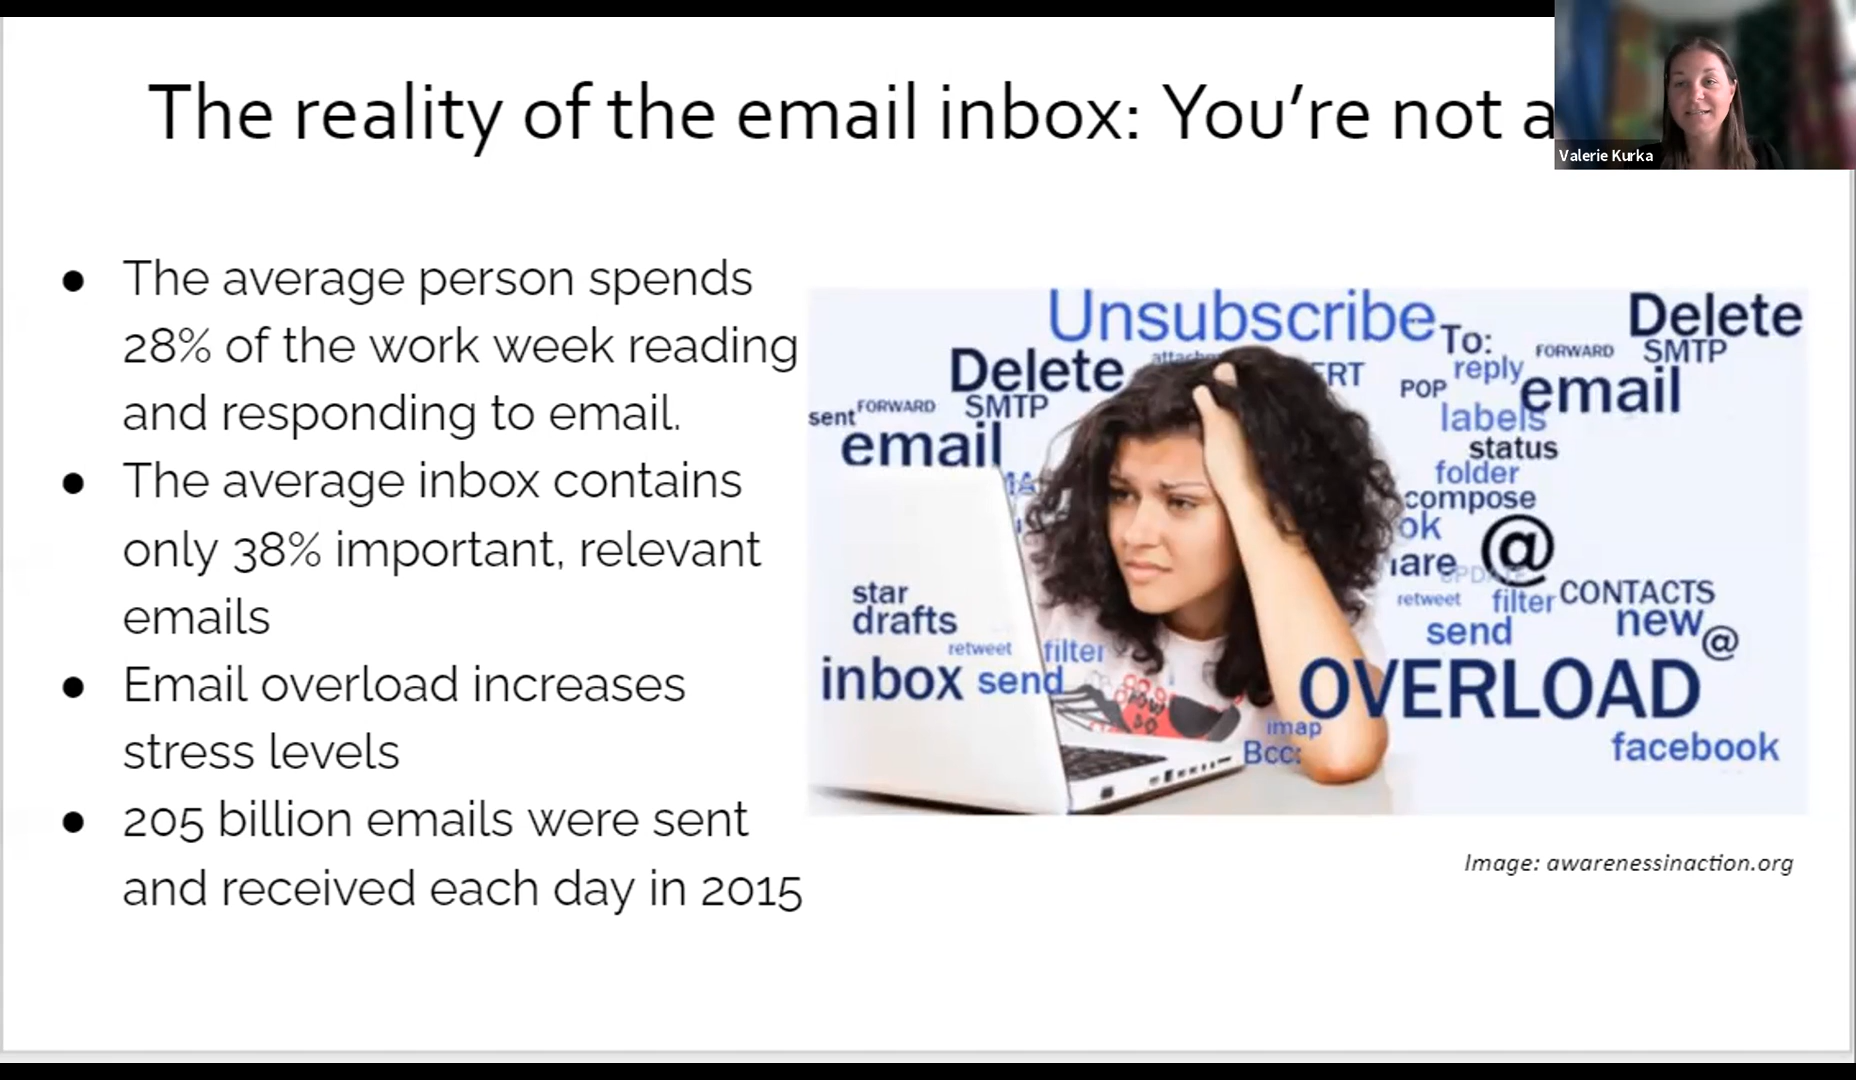 The reality of the email inbox: You're not a
Valerie Kurka
● The average person spends
28% of the work week reading
and responding to email.
● The average inbox contains
only 38% important, relevant
emails
● Email overload increases
stress levels
● 205 billion emails were sent
and received each day in 2015
Unsubscribe
Delete
To:
FORWARD
SMTP
Delete
reply
POP
email
sent
FORWARD
SMTP
labels
email
status
folder
compose
@
star
drafts
retweet
filter
CONTACTS
new
@
send
retweet
filter
inbox
send
OVERLOAD
imap
Bcc:
facebook
Image: awarenessinaction.org